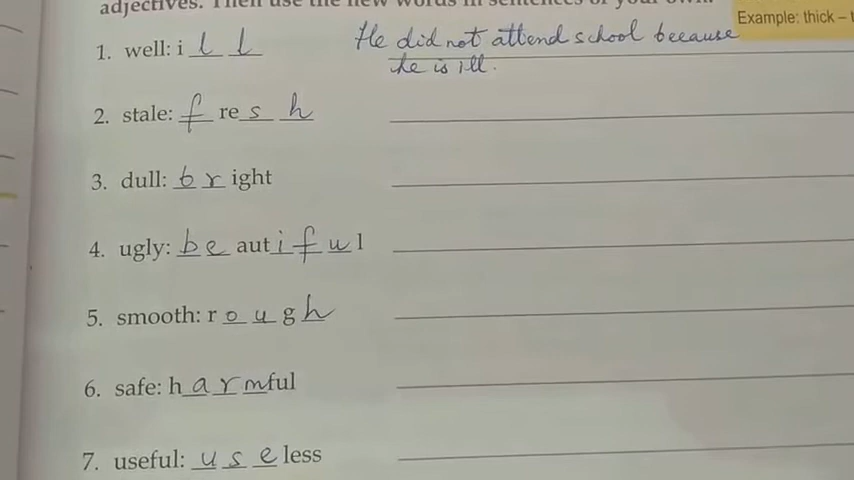 adjectives. Then use the new words in sentences of your own.
Example: thick –
1. well: i l l He did not attend school because
he is ill.
2. stale: f re s h
3. dull: b r ight
4. ugly: b e aut i f u l
5. smooth: r o u g h
6. safe: h a r m ful
7. useful: u s e less